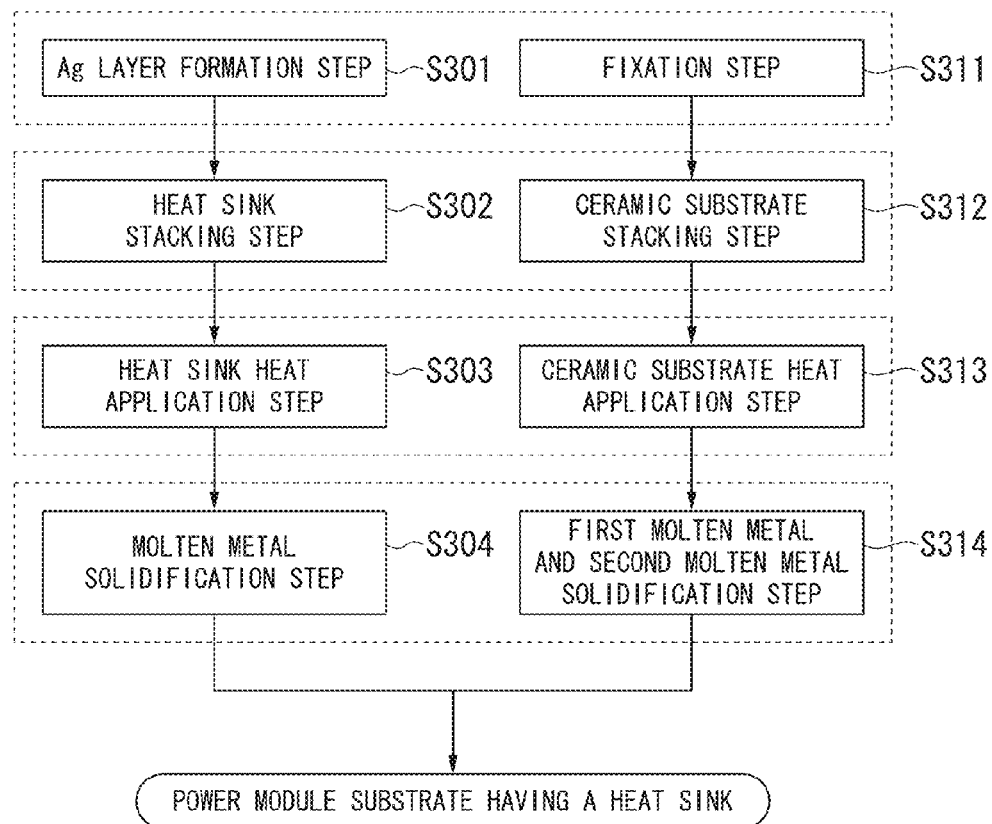 Ag LAYER FORMATION STEP
S301
FIXATION STEP
S311
HEAT SINK
STACKING STEP
S302
CERAMIC SUBSTRATE
STACKING STEP
S312
HEAT SINK HEAT
APPLICATION STEP
S303
CERAMIC SUBSTRATE HEAT
APPLICATION STEP
S313
MOLTEN METAL
SOLIDIFICATION STEP
S304
FIRST MOLTEN METAL
AND SECOND MOLTEN METAL
SOLIDIFICATION STEP
S314
POWER MODULE SUBSTRATE HAVING A HEAT SINK